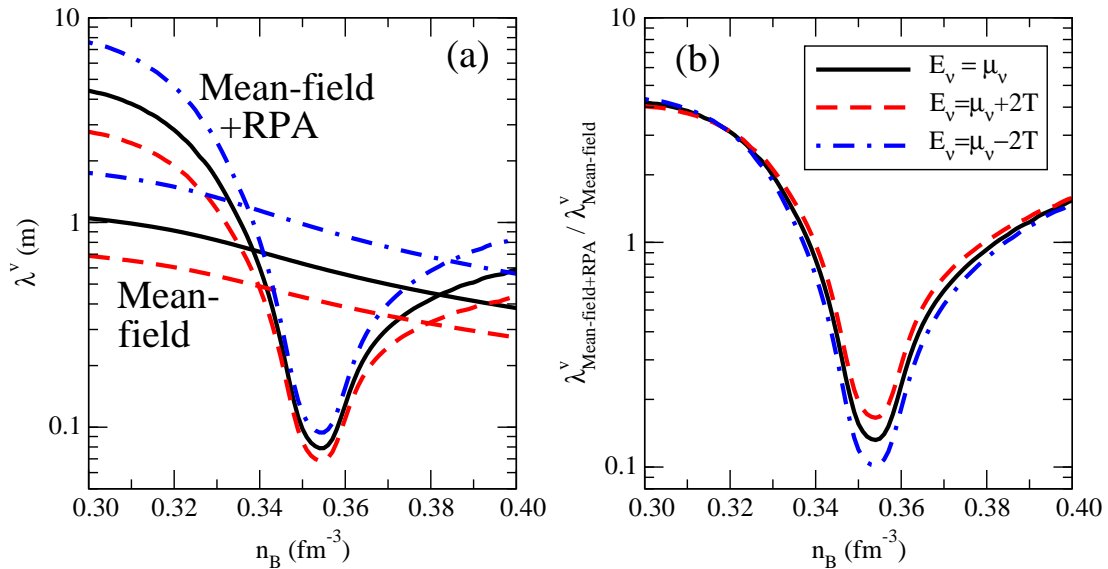 10
1
0.1
λ^ν (m)
(a)
Mean-field
+RPA
Mean-
field
0.30
0.32
0.34
0.36
0.38
0.40
n_B (fm^-3)
10
1
0.1
λ^ν_Mean-field+RPA / λ^ν_Mean-field
(b)
E_ν = μ_ν
E_ν=μ_ν+2T
E_ν=μ_ν−2T
0.30
0.32
0.34
0.36
0.38
0.40
n_B (fm^-3)